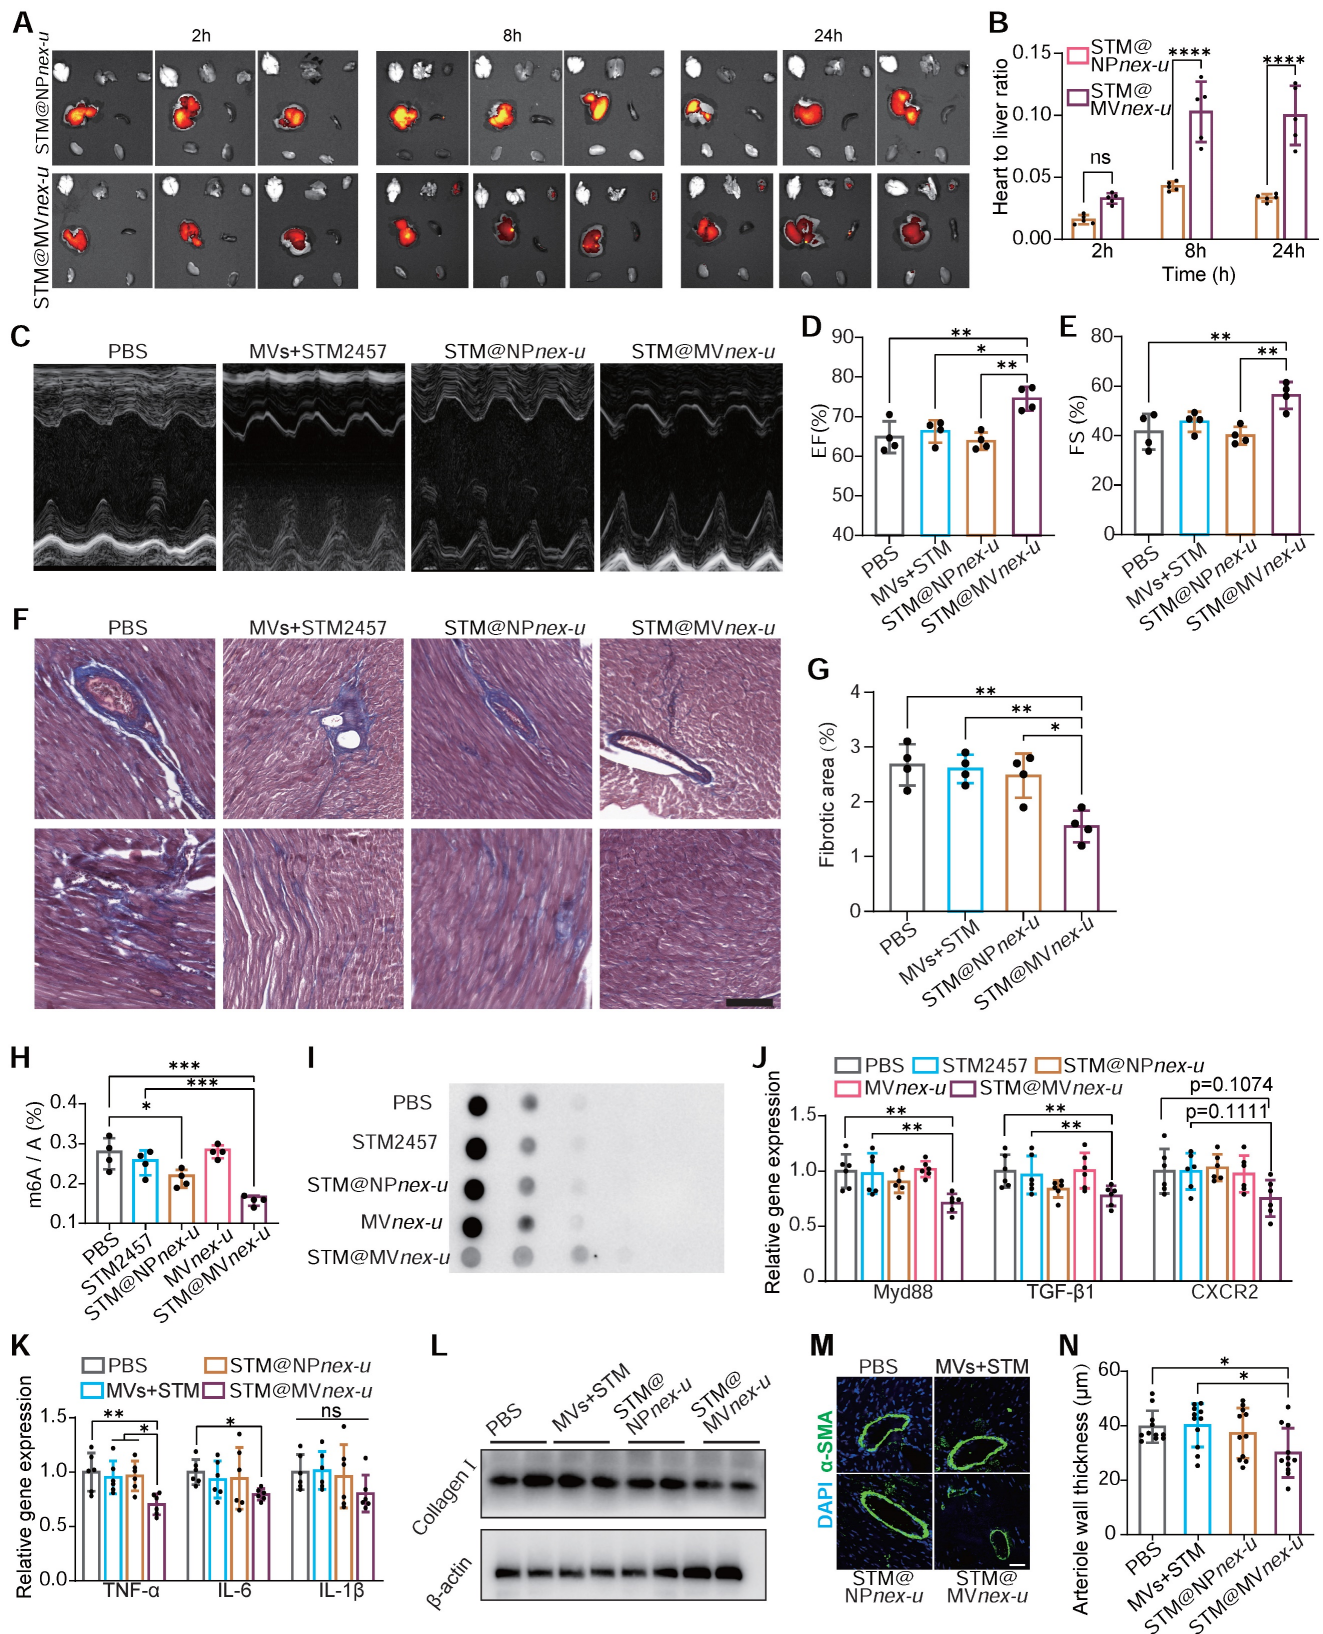 A
2h
8h
24h
STM@NPnex-u
STM@MVnex-u
B
STM@
NPnex-u
STM@
MVnex-u
Heart to liver ratio
0.15
0.10
0.05
0.00
ns
****
****
2h
8h
24h
Time (h)
C
PBS
MVs+STM2457
STM@NPnex-u
STM@MVnex-u
D
EF(%)
90
80
70
60
50
40
**
*
**
PBS
MVs+STM
STM@NPnex-u
STM@MVnex-u
E
FS (%)
80
60
40
20
0
**
**
PBS
MVs+STM
STM@NPnex-u
STM@MVnex-u
F
PBS
MVs+STM2457
STM@NPnex-u
STM@MVnex-u
G
Fibrotic area (%)
4
3
2
1
0
**
**
*
PBS
MVs+STM
STM@NPnex-u
STM@MVnex-u
H
m6A / A (%)
0.4
0.3
0.2
0.1
***
***
*
PBS
STM2457
STM@NPnex-u
MVnex-u
STM@MVnex-u
I
PBS
STM2457
STM@NPnex-u
MVnex-u
STM@MVnex-u
J
PBS
STM2457
STM@NPnex-u
MVnex-u
STM@MVnex-u
Relative gene expression
1.5
1.0
0.5
0
**
**
**
**
p=0.1074
p=0.1111
Myd88
TGF-β1
CXCR2
K
PBS
STM@NPnex-u
MVs+STM
STM@MVnex-u
Relative gene expression
1.5
1.0
0.5
0.0
**
*
*
ns
TNF-α
IL-6
IL-1β
L
PBS
MVs+STM
STM@
NPnex-u
STM@
MVnex-u
Collagen I
β-actin
M
PBS
MVs+STM
DAPI α-SMA
STM@
NPnex-u
STM@
MVnex-u
N
Arteriole wall thickness (μm)
60
40
20
0
*
*
PBS
MVs+STM
STM@NPnex-u
STM@MVnex-u